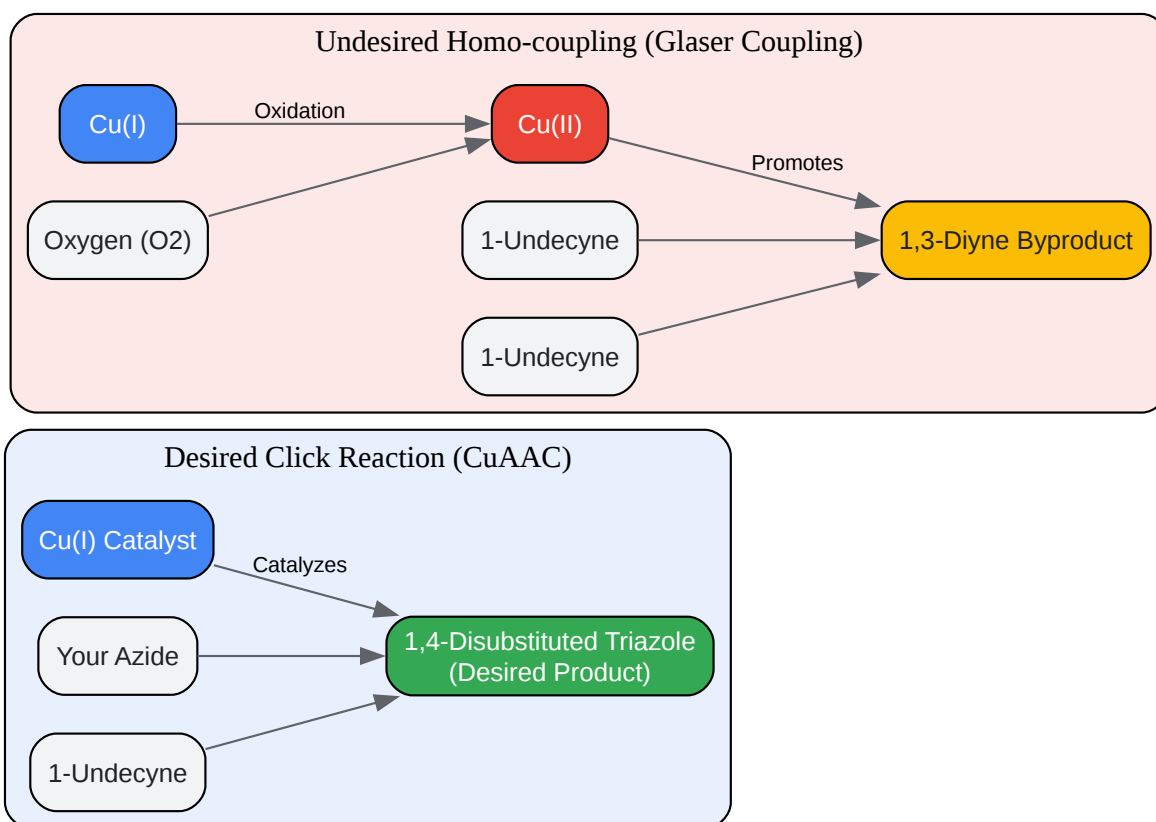 Undesired Homo-coupling (Glaser Coupling)
Cu(I)
Oxidation
Cu(II)
Promotes
Oxygen (O2)
1-Undecyne
1,3-Diyne Byproduct
1-Undecyne
Desired Click Reaction (CuAAC)
Cu(I) Catalyst
Catalyzes
Your Azide
1,4-Disubstituted Triazole
(Desired Product)
1-Undecyne